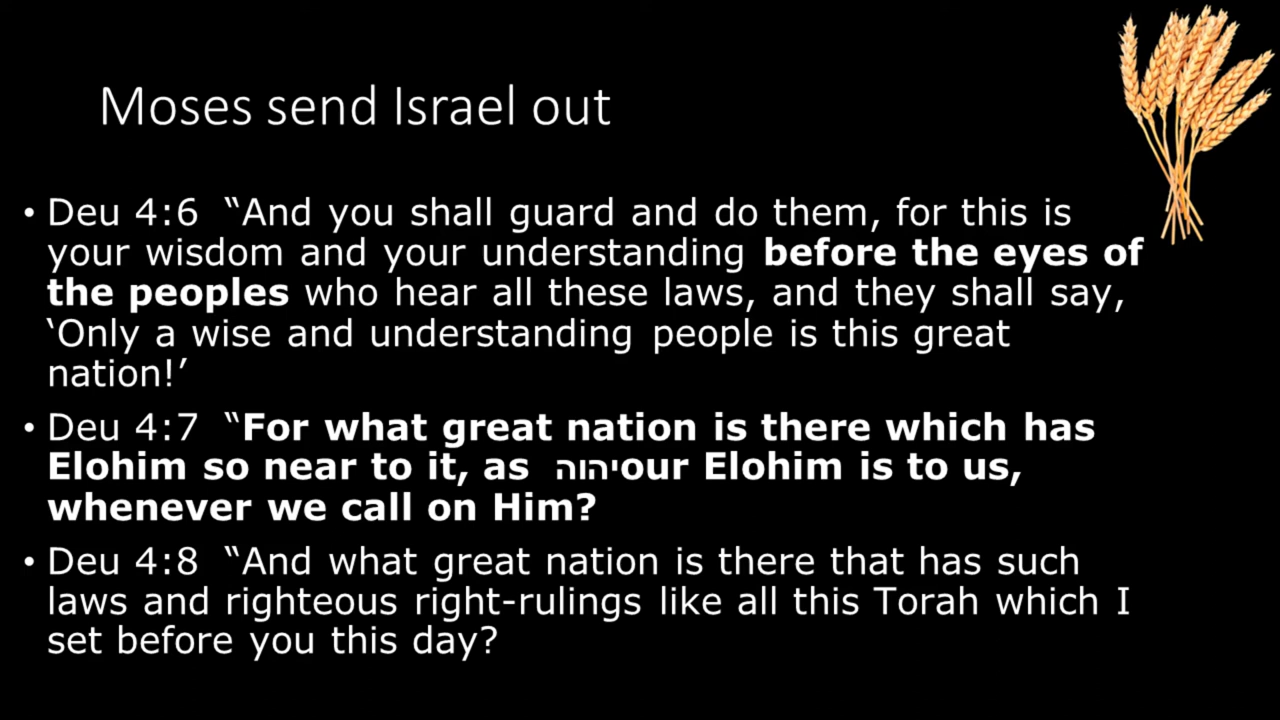 Moses send Israel out
• Deu 4:6 “And you shall guard and do them, for this is
your wisdom and your understanding before the eyes of
the peoples who hear all these laws, and they shall say,
‘Only a wise and understanding people is this great
nation!’
• Deu 4:7 “For what great nation is there which has
Elohim so near to it, as יהוהour Elohim is to us,
whenever we call on Him?
• Deu 4:8 “And what great nation is there that has such
laws and righteous right-rulings like all this Torah which I
set before you this day?